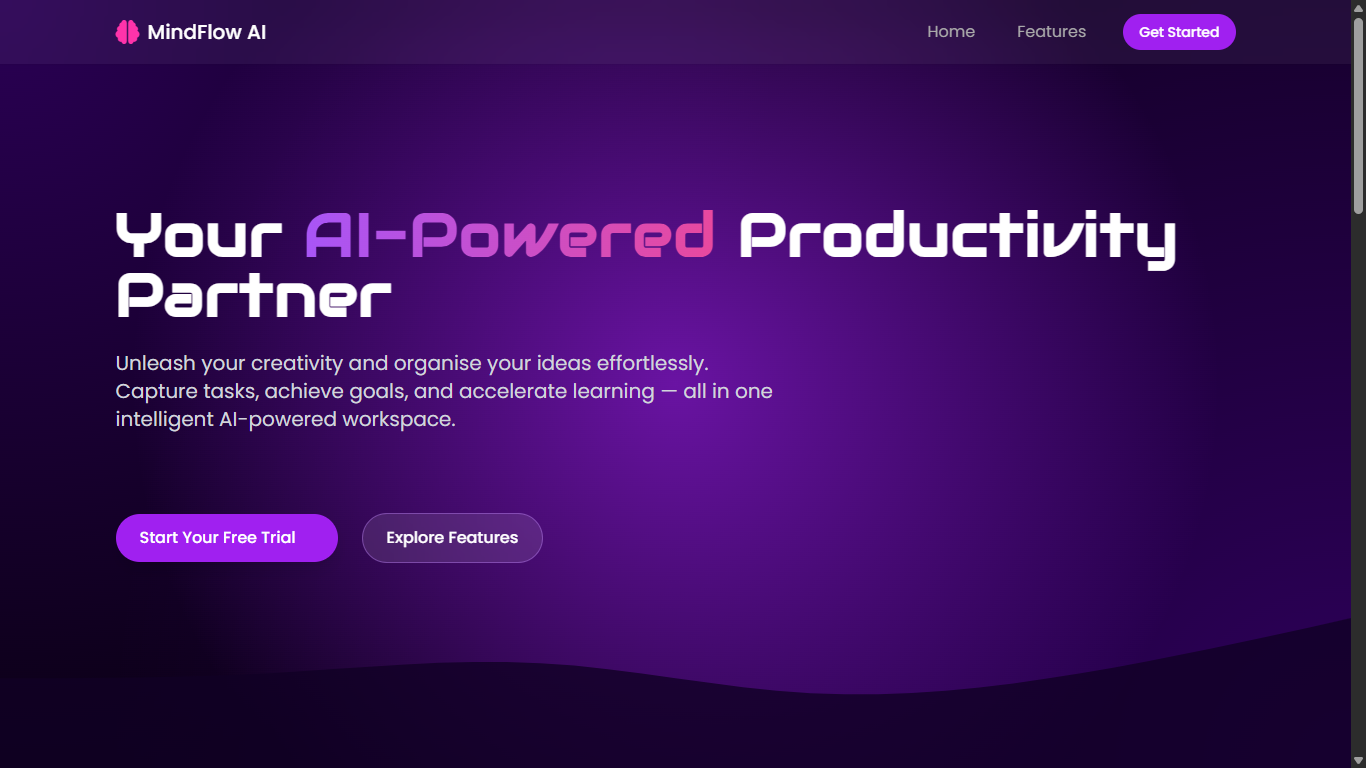 MindFlow AI
Home
Features
Get Started
Your AI-Powered Productivity
Partner
Unleash your creativity and organise your ideas effortlessly.
Capture tasks, achieve goals, and accelerate learning — all in one
intelligent AI-powered workspace.
Start Your Free Trial
Explore Features